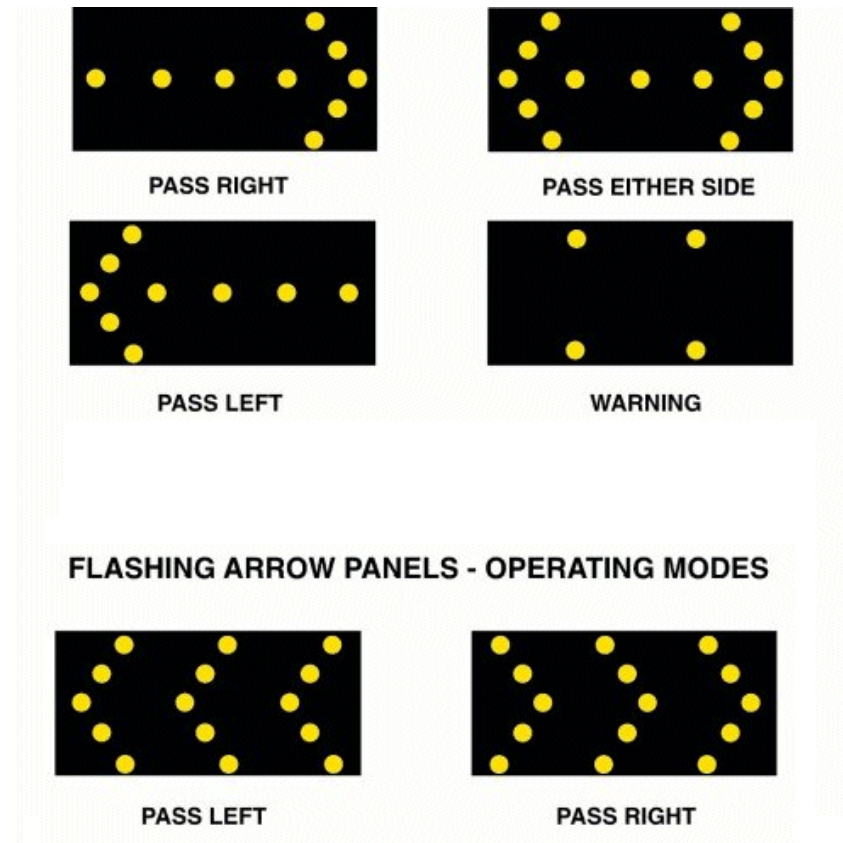 PASS RIGHT
PASS EITHER SIDE
PASS LEFT
WARNING
FLASHING ARROW PANELS - OPERATING MODES
PASS LEFT
PASS RIGHT